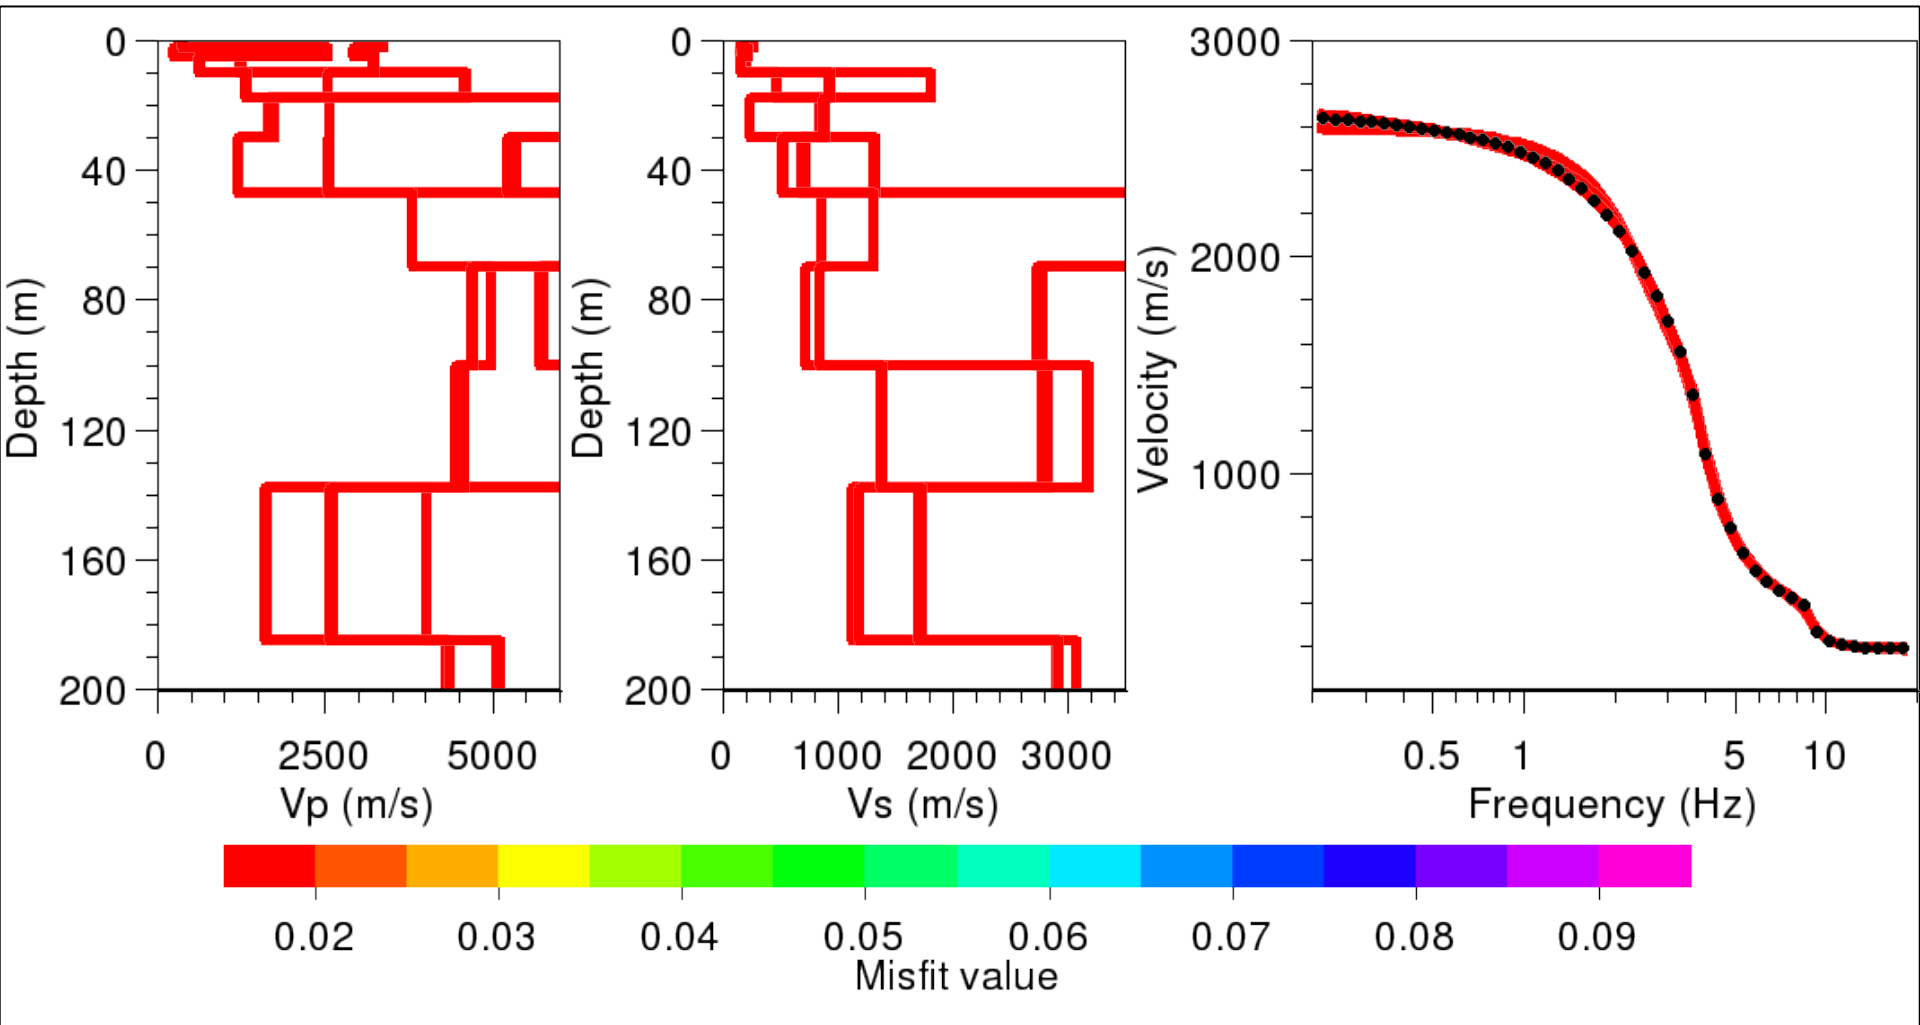 0
40
80
120
160
200
Depth (m)
0 2500 5000
Vp (m/s)
0
40
80
120
160
200
Depth (m)
0 1000 2000 3000
Vs (m/s)
3000
2000
1000
Velocity (m/s)
0.5 1 5 10
Frequency (Hz)
0.02 0.03 0.04 0.05 0.06 0.07 0.08 0.09
Misfit value